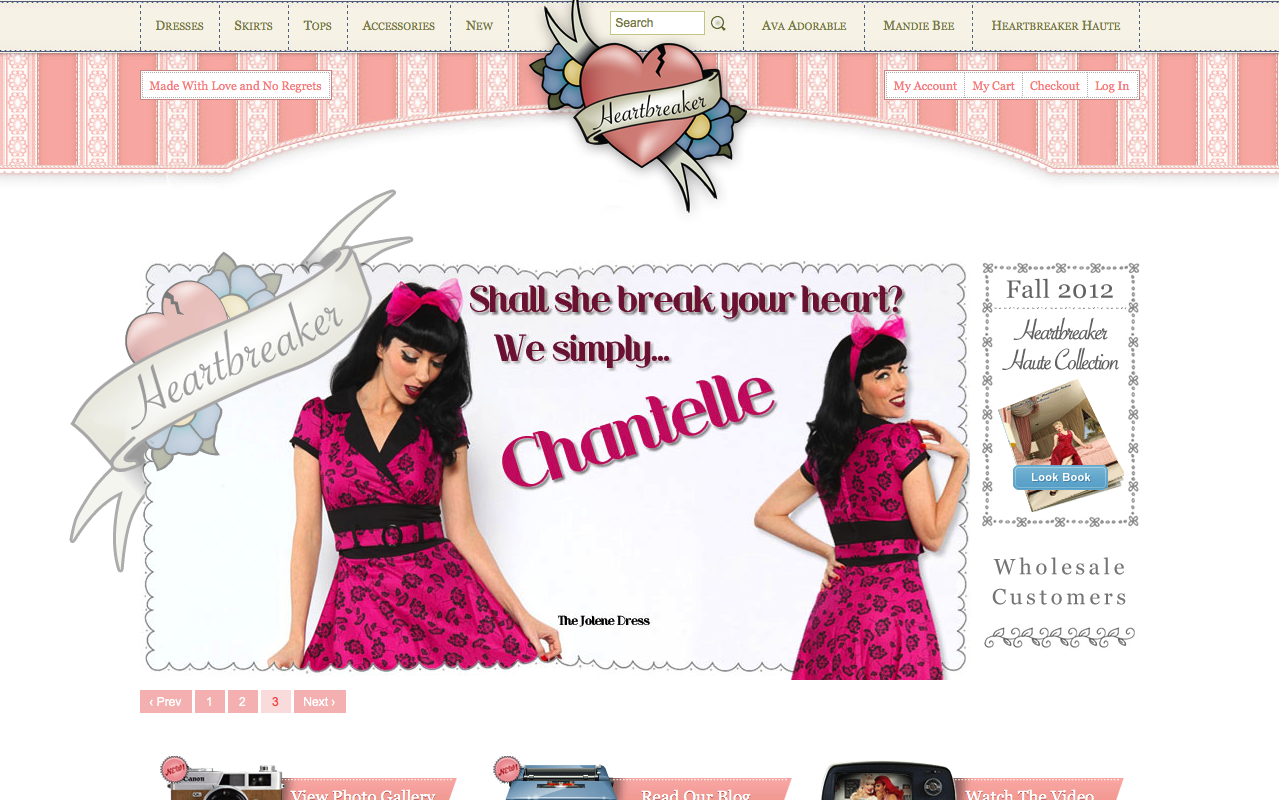 Dresses
Skirts
Tops
Accessories
New
Search
Ava Adorable
Mandie Bee
Heartbreaker Haute
Made With Love and No Regrets
My Account
My Cart
Checkout
Log In
Heartbreaker
Heartbreaker
Shall she break your heart?
We simply...
Chantelle
The Jolene Dress
Fall 2012
Heartbreaker
Haute Collection
Look Book
Wholesale
Customers
‹ Prev
1
2
3
Next ›
NEW!
Canon
View Photo Gallery
NEW!
Read Our Blog
Watch The Video